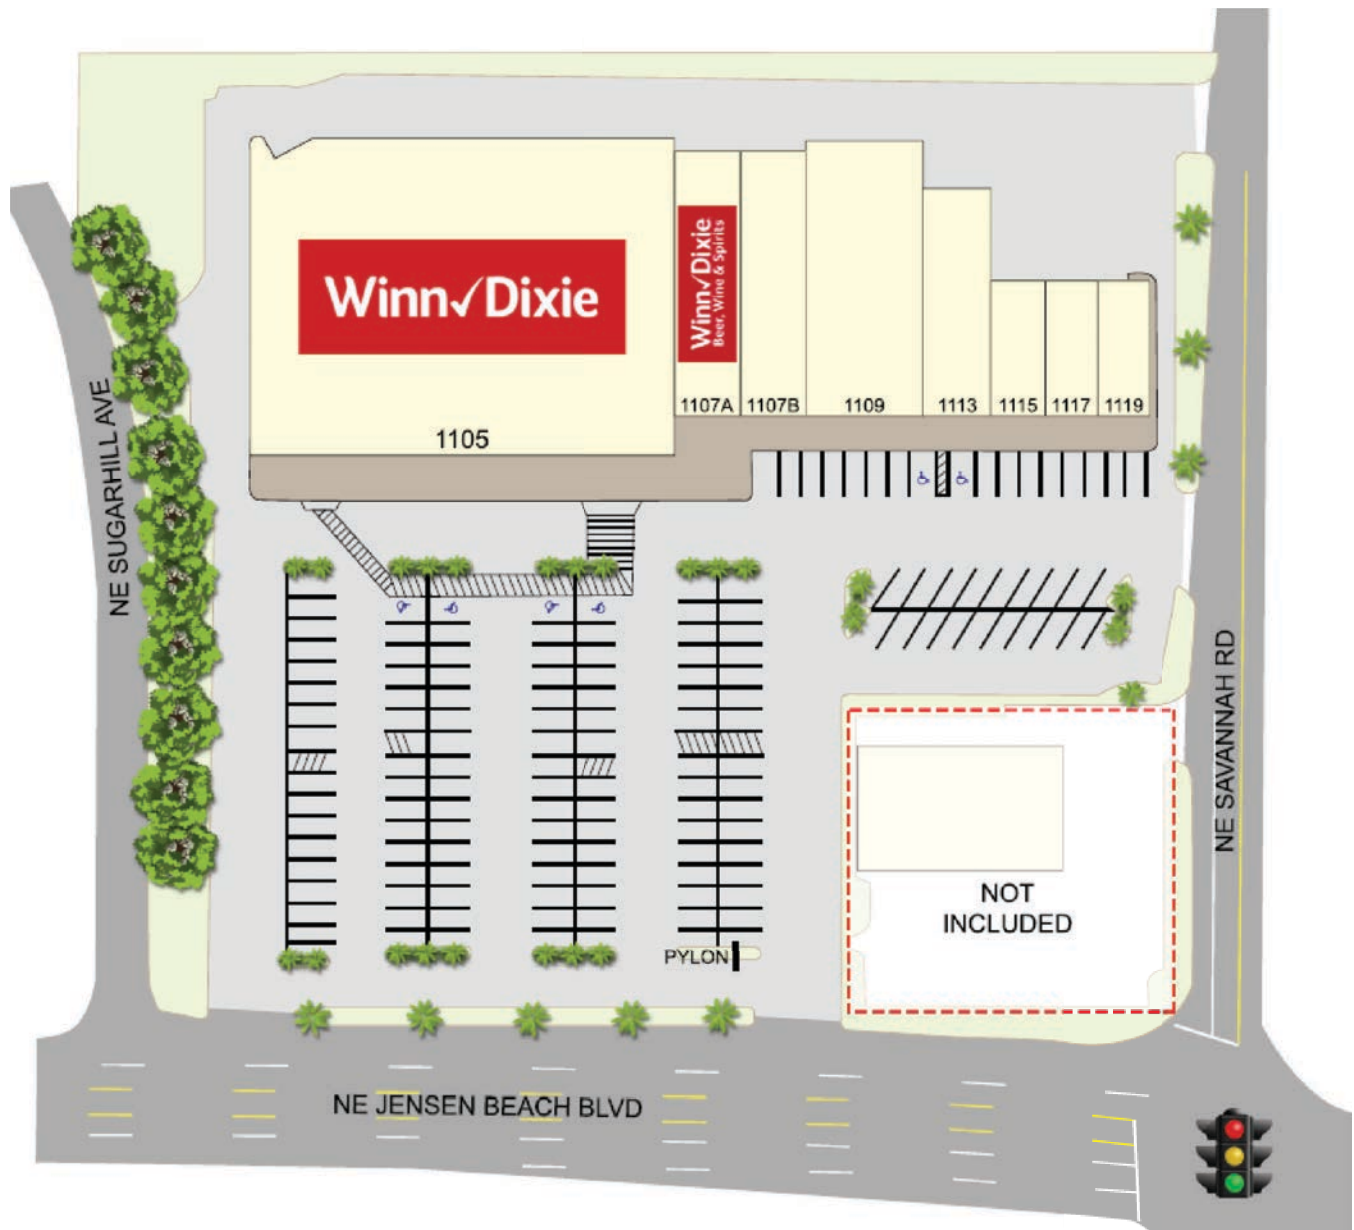 Winn✓Dixie
Winn✓Dixie
Beer, Wine & Spirits
1105
1107A
1107B
1109
1113
1115
1117
1119
NE SUGARHILL AVE
NE SAVANNAH RD
NOT
INCLUDED
PYLON
NE JENSEN BEACH BLVD